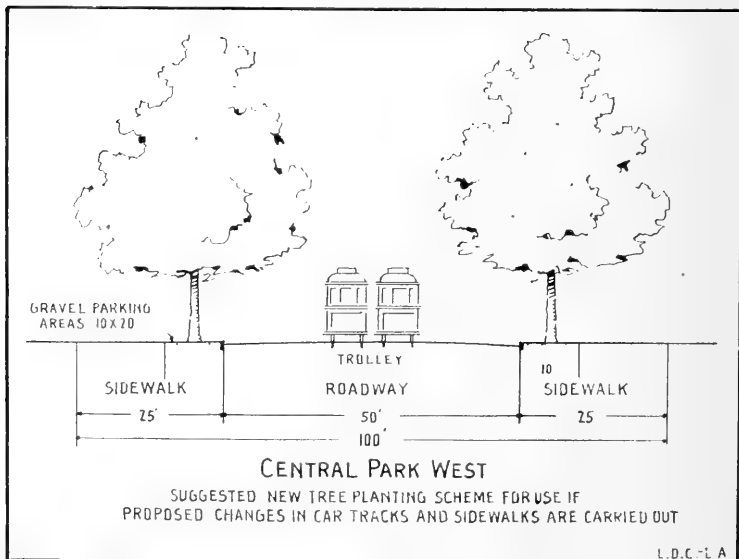 GRAVEL PARKING
AREAS 10X20
TROLLEY
10
SIDEWALK
ROADWAY
SIDEWALK
25'
50'
25
100'
CENTRAL PARK WEST
SUGGESTED NEW TREE PLANTING SCHEME FOR USE IF
PROPOSED CHANGES IN CAR TRACKS AND SIDEWALKS ARE CARRIED OUT
L.D.C.-L A